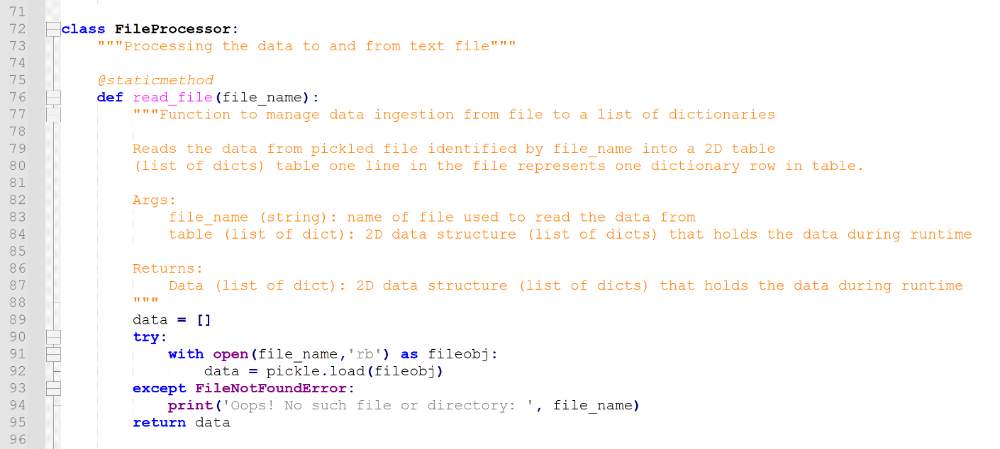 71
72 class FileProcessor:
73     """Processing the data to and from text file"""
74
75     @staticmethod
76     def read_file(file_name):
77         """Function to manage data ingestion from file to a list of dictionaries
78
79         Reads the data from pickled file identified by file_name into a 2D table
80         (list of dicts) table one line in the file represents one dictionary row in table.
81
82         Args:
83             file_name (string): name of file used to read the data from
84             table (list of dict): 2D data structure (list of dicts) that holds the data during runtime
85
86         Returns:
87             Data (list of dict): 2D data structure (list of dicts) that holds the data during runtime
88         """
89         data = []
90         try:
91             with open(file_name,'rb') as fileobj:
92                 data = pickle.load(fileobj)
93         except FileNotFoundError:
94             print('Oops! No such file or directory: ', file_name)
95         return data
96